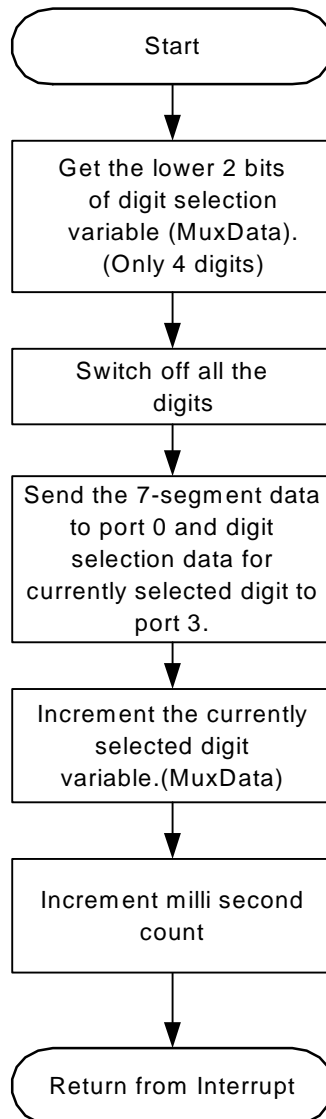 Start
Get the lower 2 bits
of digit selection
variable (MuxData).
(Only 4 digits)
Switch off all the
digits
Send the 7-segment data
to port 0 and digit
selection data for
currently selected digit to
port 3.
Increment the currently
selected digit
variable.(MuxData)
Increment milli second
count
Return from Interrupt